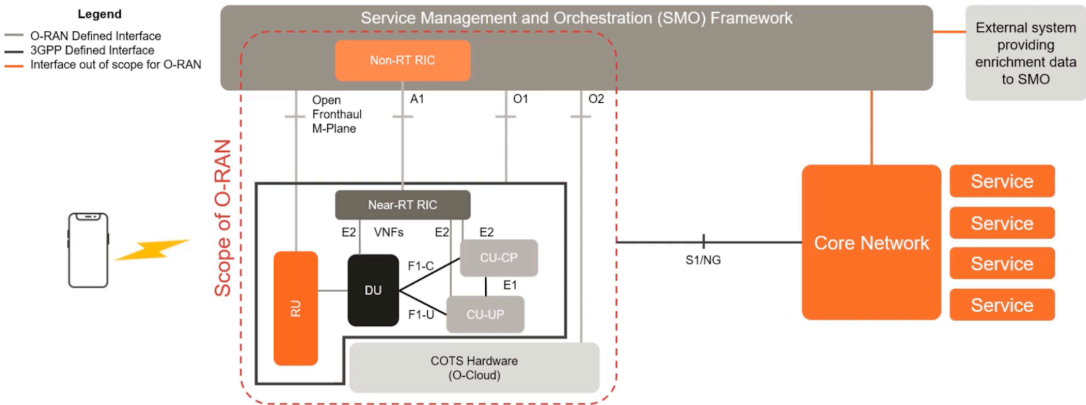 Legend
O-RAN Defined Interface
3GPP Defined Interface
Interface out of scope for O-RAN
Service Management and Orchestration (SMO) Framework
Non-RT RIC
External system
providing
enrichment data
to SMO
Open
Fronthaul
M-Plane
A1
O1
O2
Scope of O-RAN
Near-RT RIC
E2
VNFs
E2
E2
RU
DU
F1-C
F1-U
CU-CP
E1
CU-UP
COTS Hardware
(O-Cloud)
S1/NG
Core Network
Service
Service
Service
Service